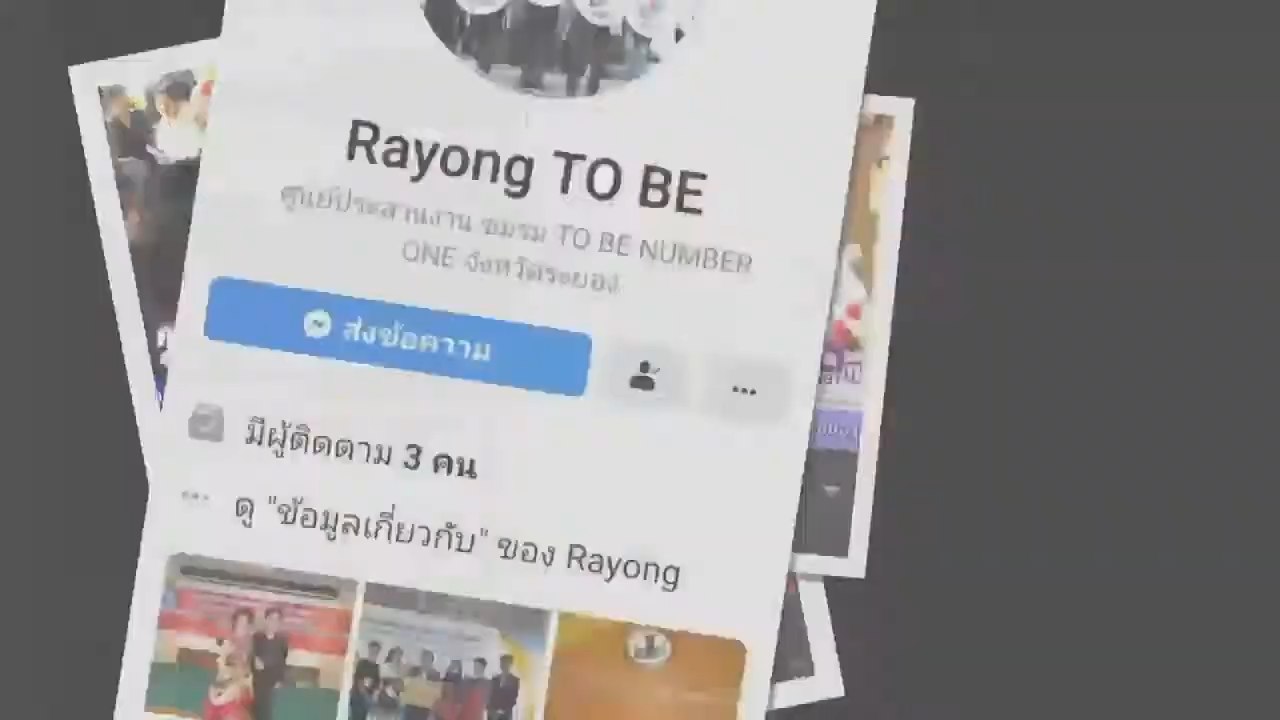 Rayong TO BE
ศูนย์ประสานงาน ชมรม TO BE NUMBER
ONE จังหวัดระยอง
ส่งข้อความ
มีผู้ติดตาม 3 คน
ดู "ข้อมูลเกี่ยวกับ" ของ Rayong